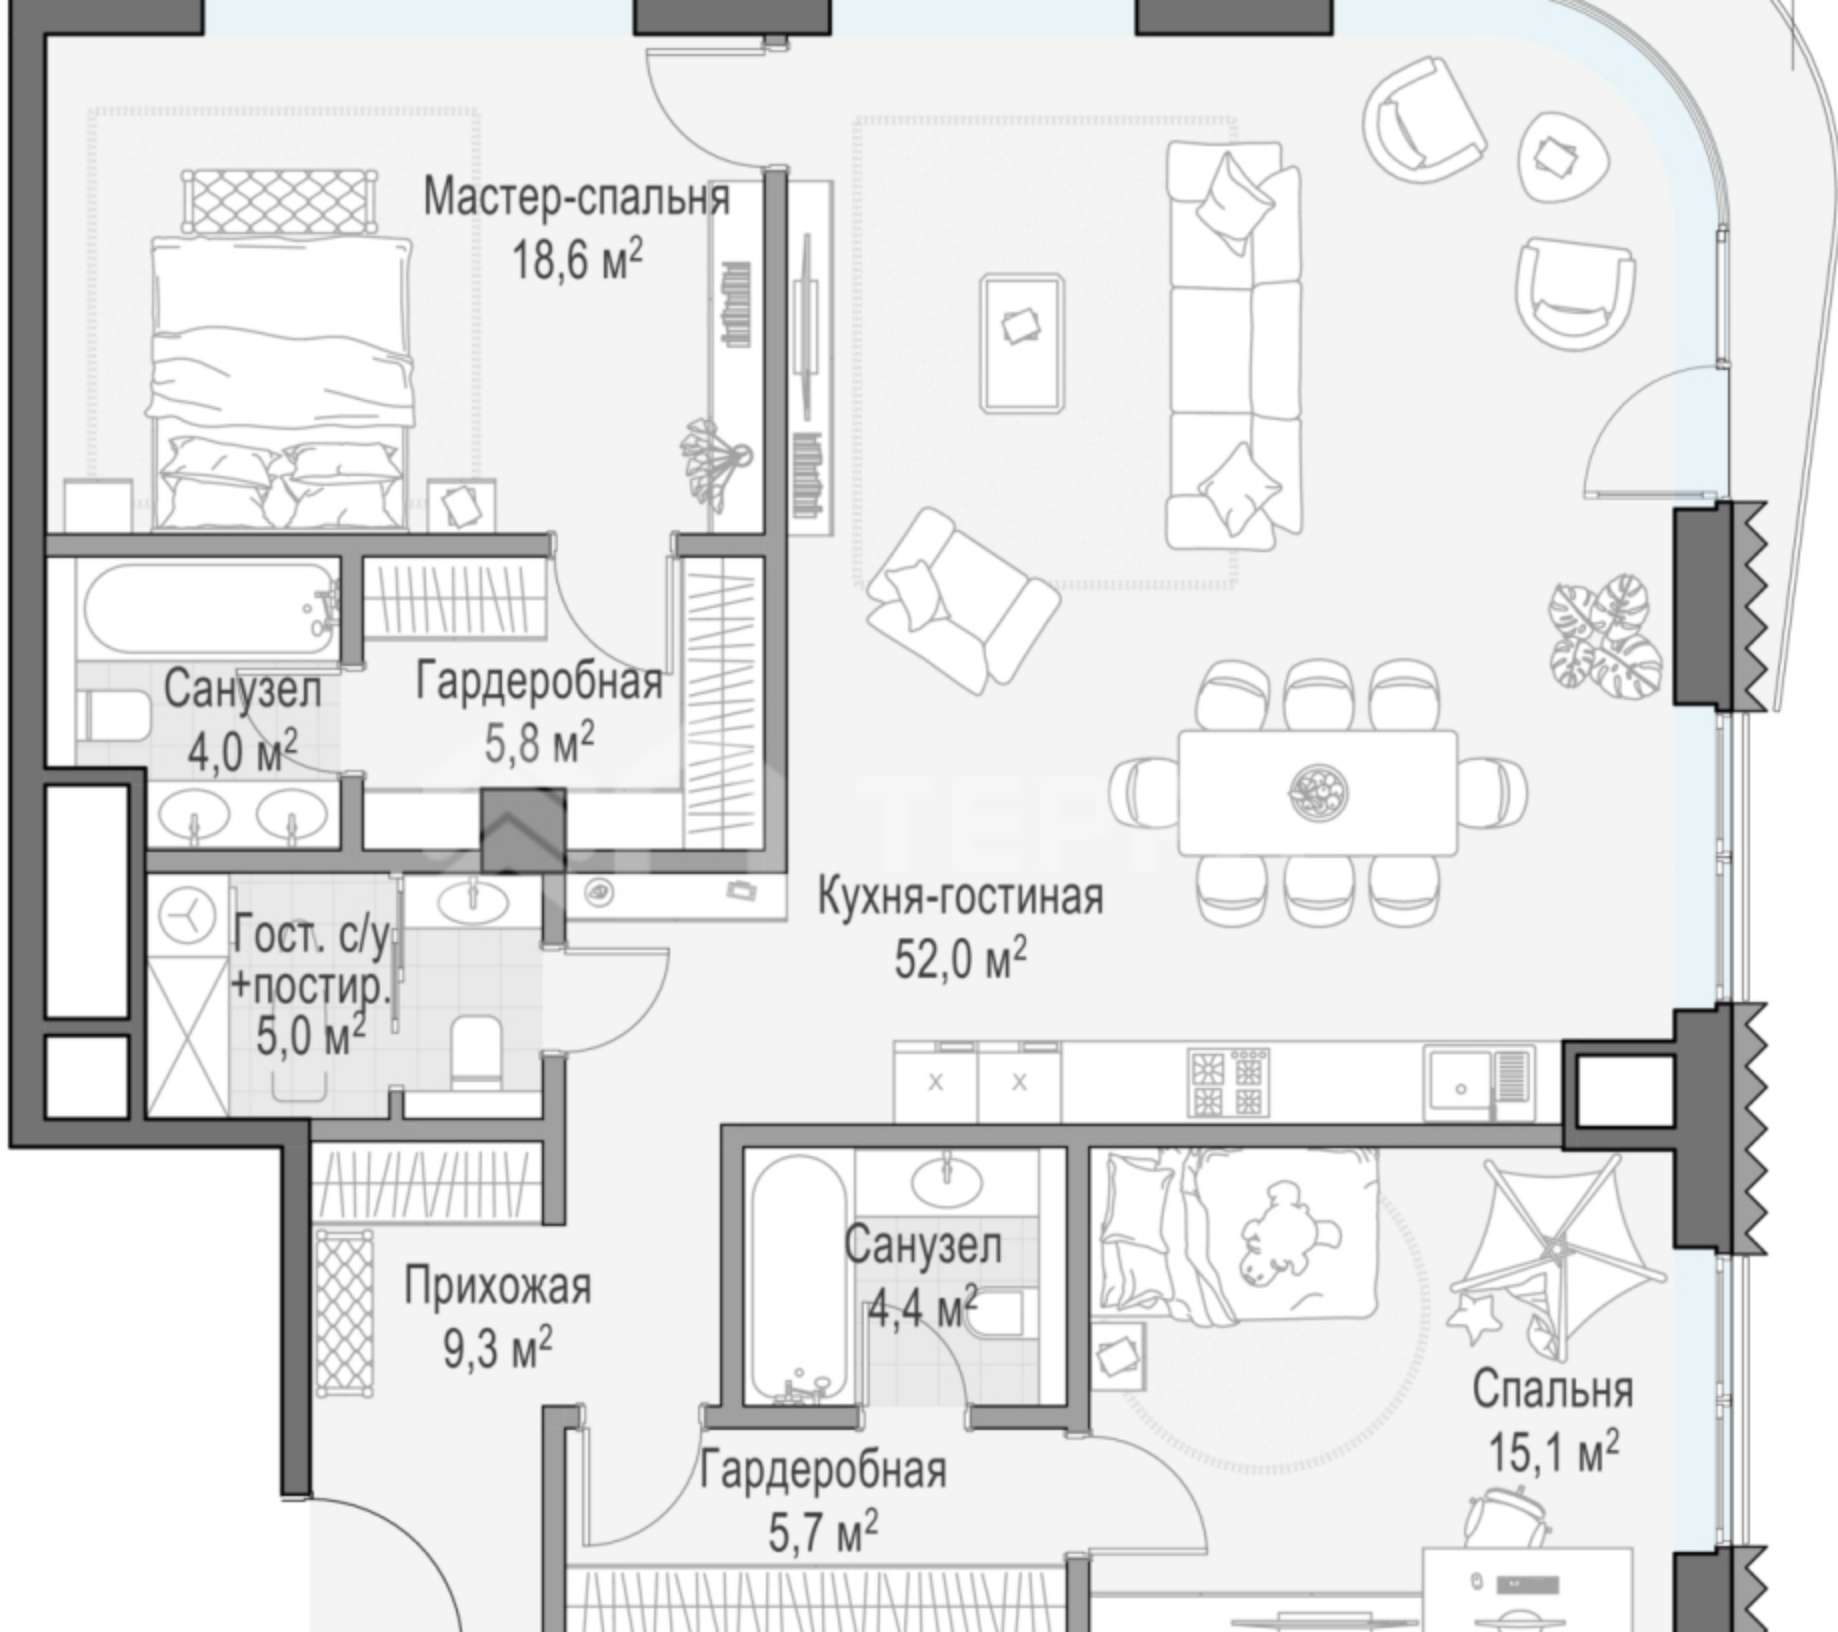 Мастер-спальня
18,6 м²
Санузел
4,0 м²
Гардеробная
5,8 м²
Кухня-гостиная
52,0 м²
Гост. с/у
+постир.
5,0 м²
Прихожая
9,3 м²
Санузел
4,4 м²
Гардеробная
5,7 м²
Спальня
15,1 м²